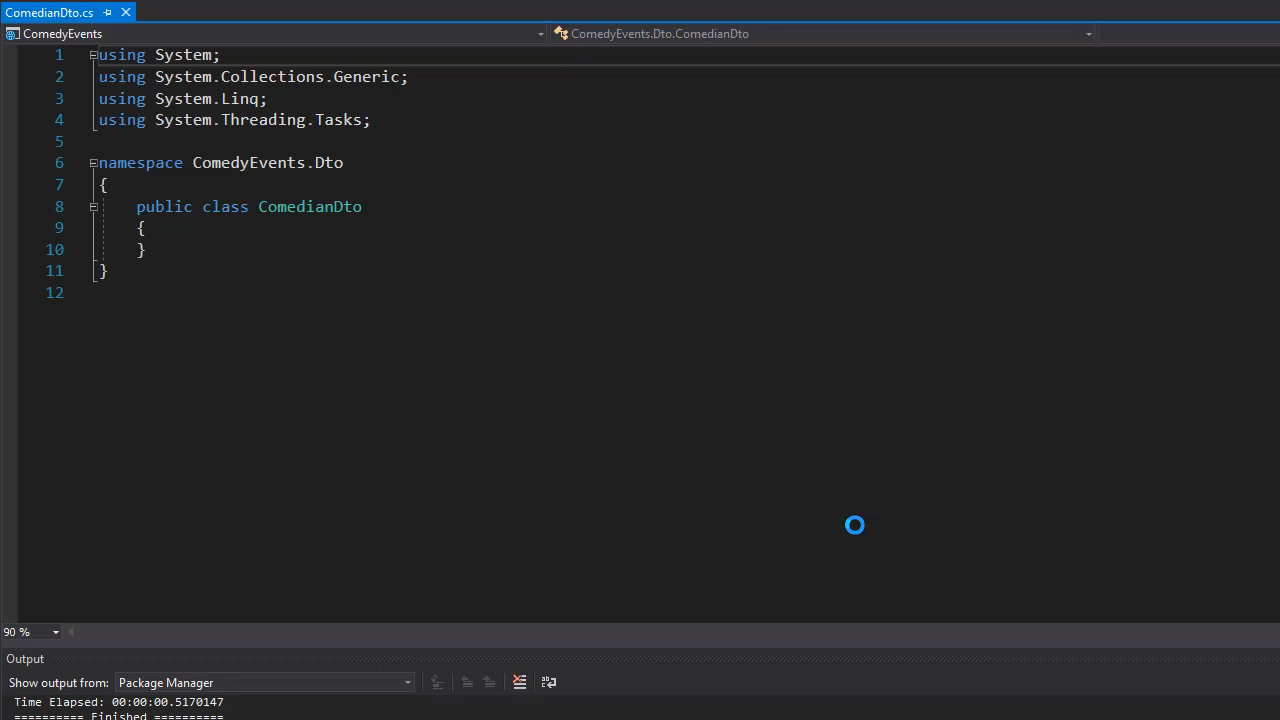 ComedianDto.cs
ComedyEvents
ComedyEvents.Dto.ComedianDto
1 using System;
2 using System.Collections.Generic;
3 using System.Linq;
4 using System.Threading.Tasks;
5
6 namespace ComedyEvents.Dto
7 {
8 public class ComedianDto
9 {
10 }
11 }
12
90 %
Output
Show output from: Package Manager
Time Elapsed: 00:00:00.5170147
========== Finished ==========